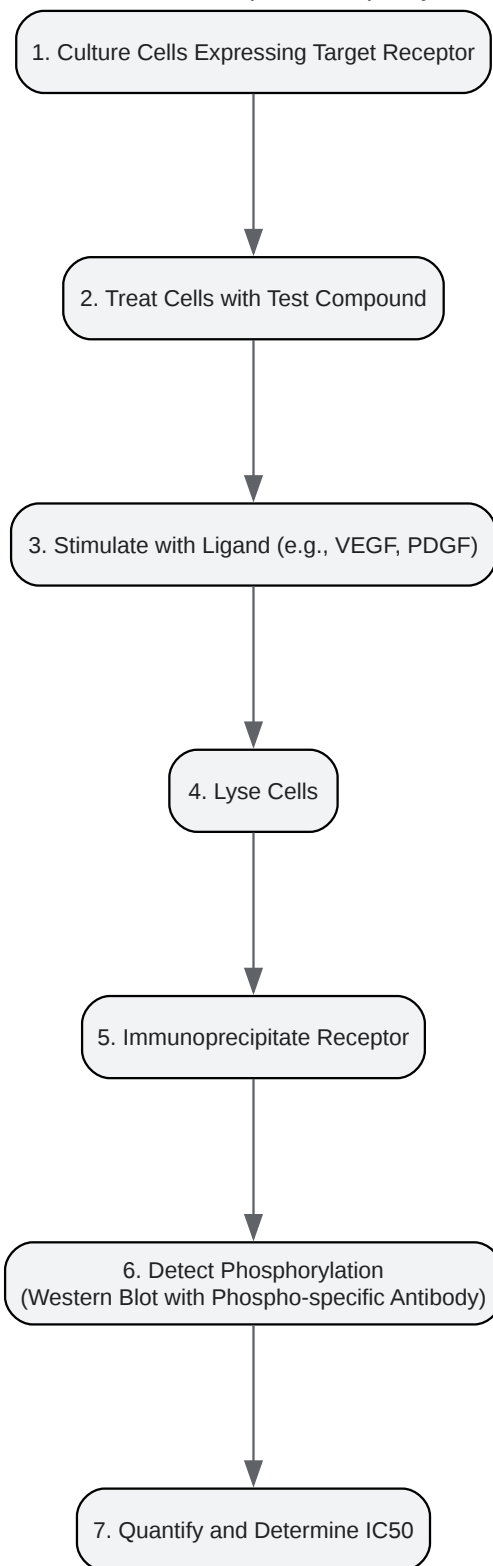 1. Culture Cells Expressing Target Receptor
2. Treat Cells with Test Compound
3. Stimulate with Ligand (e.g., VEGF, PDGF)
4. Lyse Cells
5. Immunoprecipitate Receptor
6. Detect Phosphorylation
(Western Blot with Phospho-specific Antibody)
7. Quantify and Determine IC50